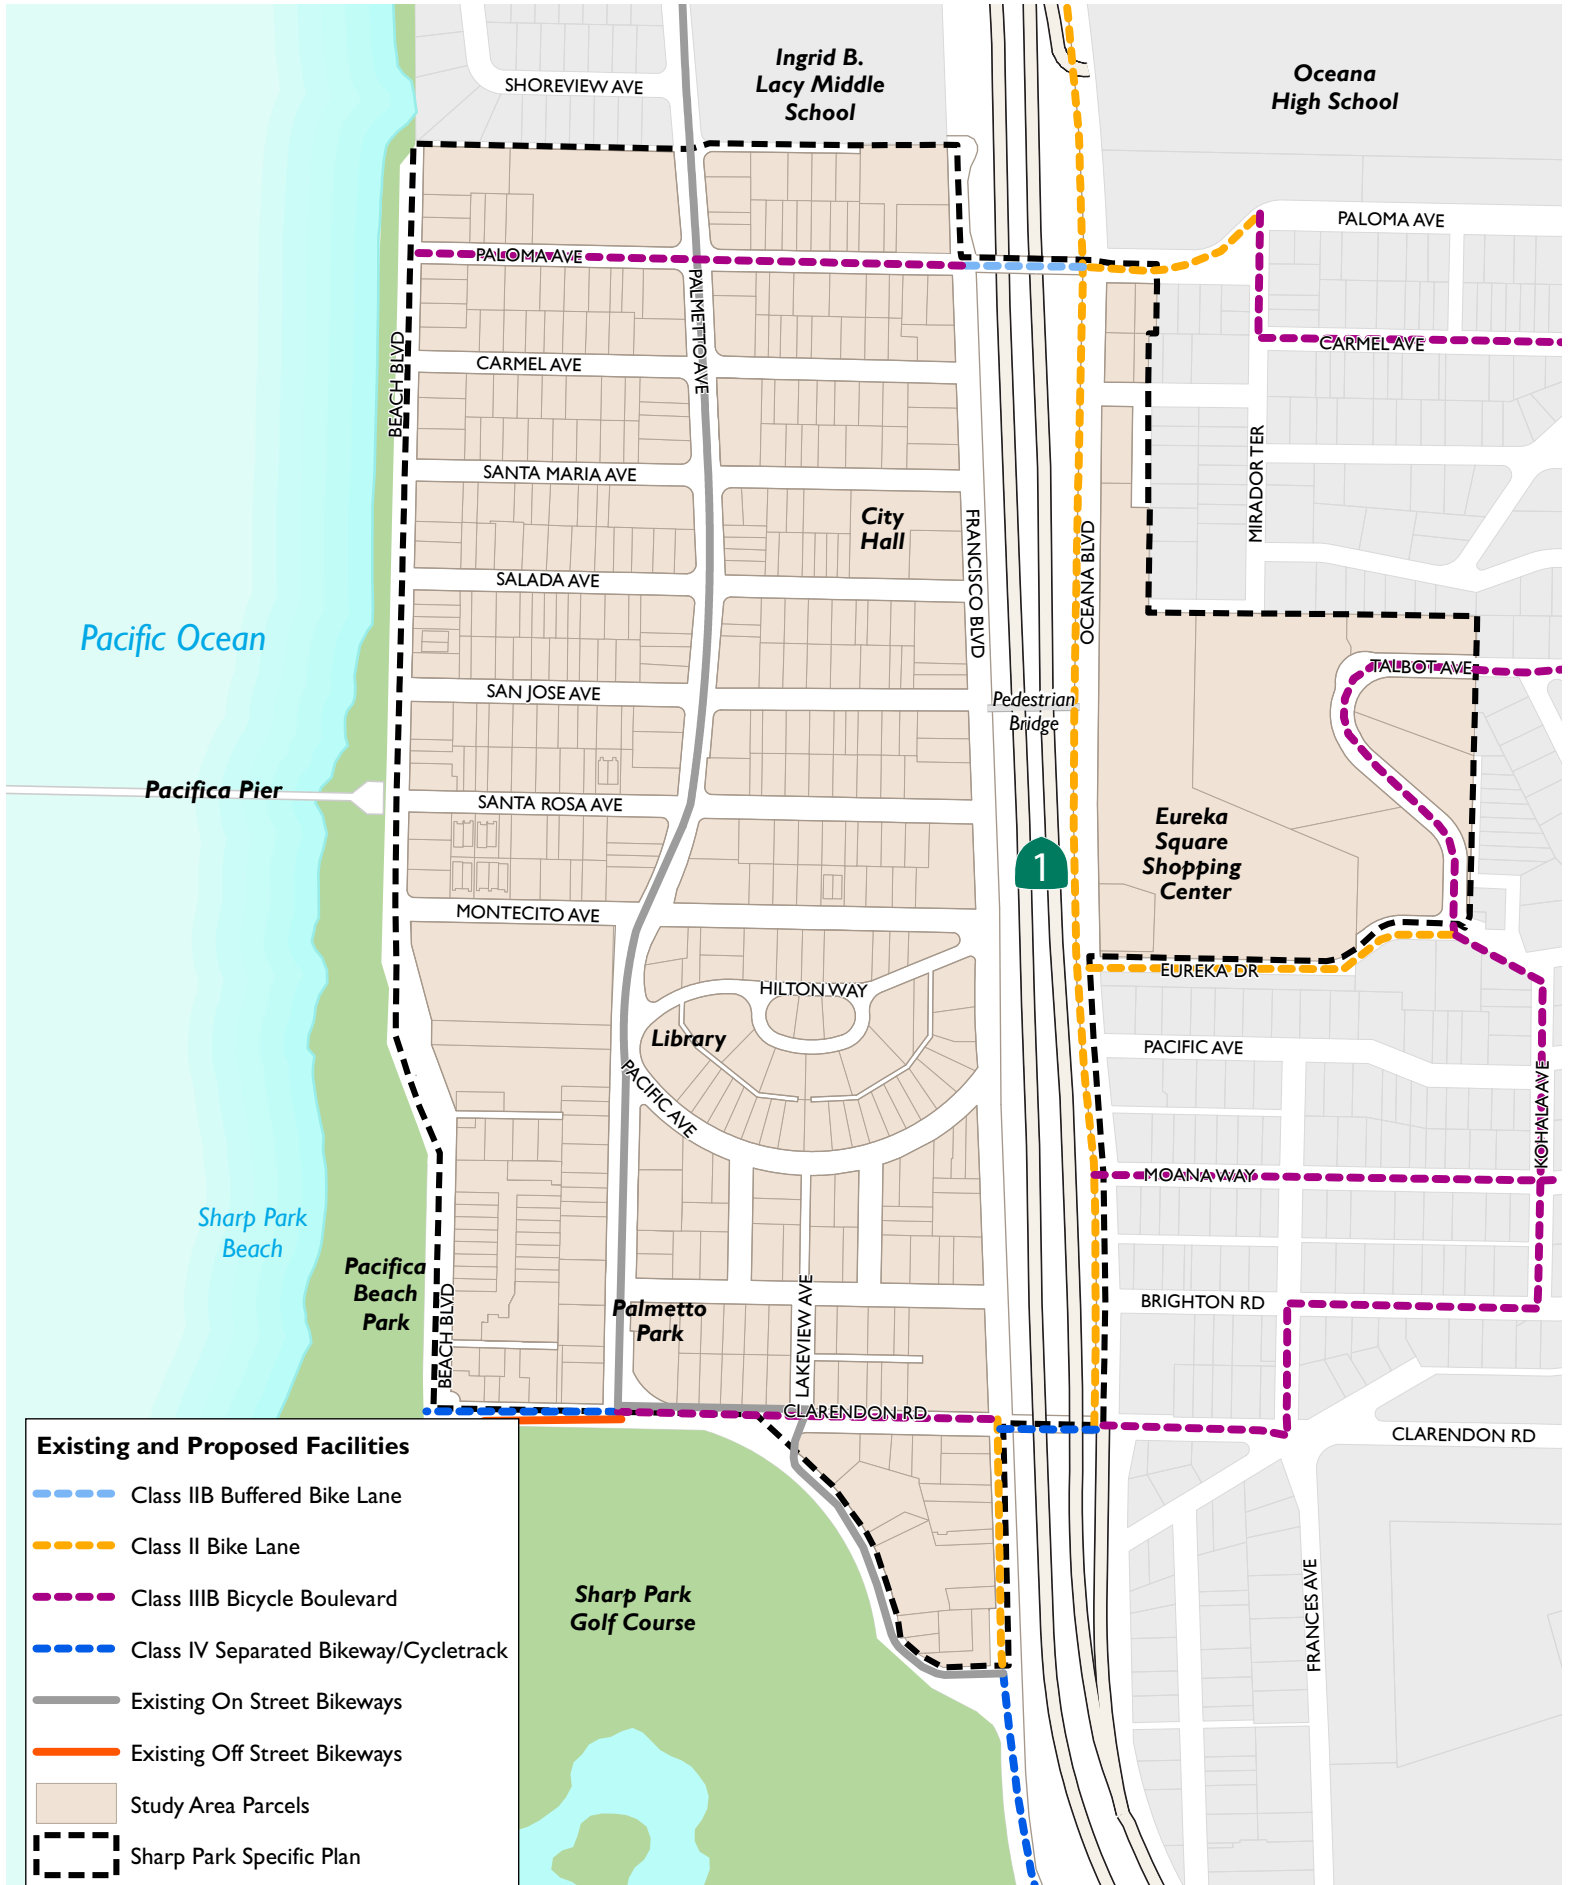 Ingrid B.
Lacy Middle
School
Oceana
High School
SHOREVIEW AVE
PALOMA AVE
PALOMA AVE
PALMETTO AVE
BEACH BLVD
CARMEL AVE
CARMEL AVE
SANTA MARIA AVE
MIRADOR TER
City
Hall
FRANCISCO BLVD
OCEANA BLVD
SALADA AVE
Pacific Ocean
TALBOT AVE
SAN JOSE AVE
Pedestrian
Bridge
Pacifica Pier
SANTA ROSA AVE
Eureka
Square
Shopping
Center
1
MONTECITO AVE
HILTON WAY
EUREKA DR
Library
PACIFIC AVE
PACIFIC AVE
KOHALA AVE
MOANA WAY
Sharp Park
Beach
Pacifica
Beach
Park
BEACH BLVD
Palmetto
Park
LAKEVIEW AVE
BRIGHTON RD
CLARENDON RD
CLARENDON RD
Sharp Park
Golf Course
FRANCES AVE
Existing and Proposed Facilities
Class IIB Buffered Bike Lane
Class II Bike Lane
Class IIIB Bicycle Boulevard
Class IV Separated Bikeway/Cycletrack
Existing On Street Bikeways
Existing Off Street Bikeways
Study Area Parcels
Sharp Park Specific Plan